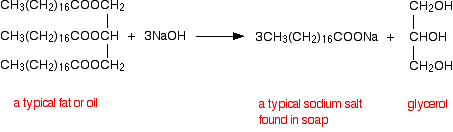 CH₃(CH₂)₁₆COOCH₂
CH₃(CH₂)₁₆COOCH + 3NaOH → 3CH₃(CH₂)₁₆COONa + CHOH
CH₃(CH₂)₁₆COOCH₂
CH₂OH
CH₂OH
a typical fat or oil
a typical sodium salt
found in soap
glycerol